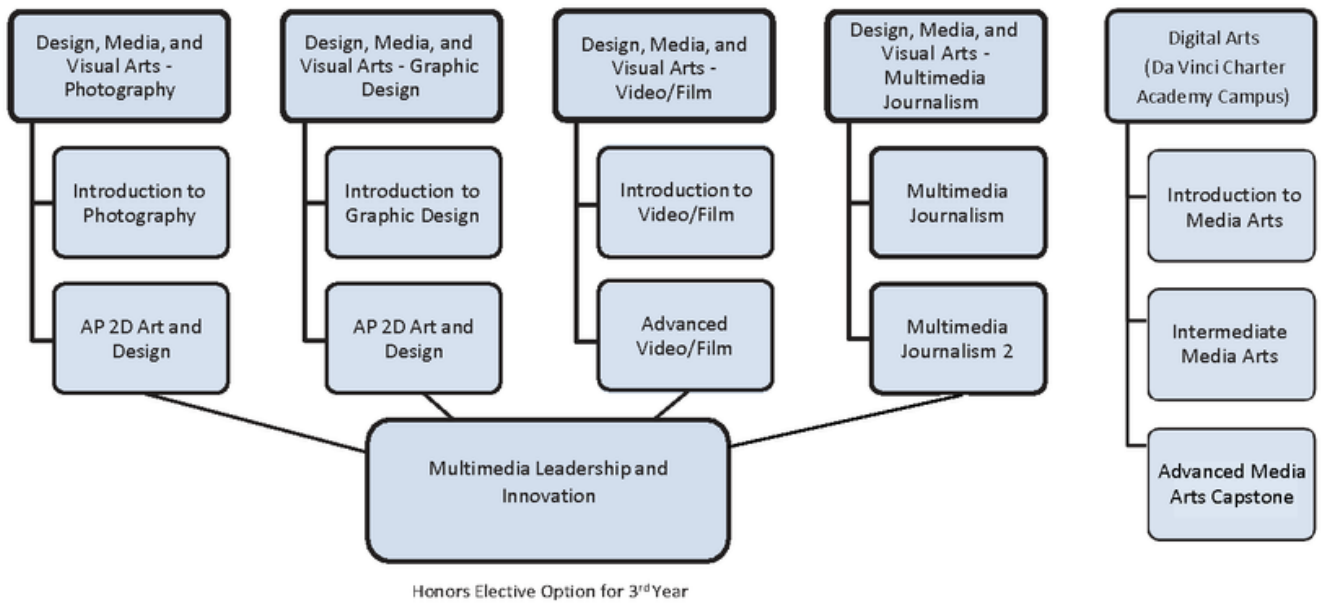 Design, Media, and
Visual Arts -
Photography
Introduction to
Photography
AP 2D Art and
Design
Design, Media, and
Visual Arts - Graphic
Design
Introduction to
Graphic Design
AP 2D Art and
Design
Design, Media, and
Visual Arts -
Video/Film
Introduction to
Video/Film
Advanced
Video/Film
Design, Media, and
Visual Arts -
Multimedia
Journalism
Multimedia
Journalism
Multimedia
Journalism 2
Digital Arts
(Da Vinci Charter
Academy Campus)
Introduction to
Media Arts
Intermediate
Media Arts
Advanced Media
Arts Capstone
Multimedia Leadership and
Innovation
Honors Elective Option for 3rd Year